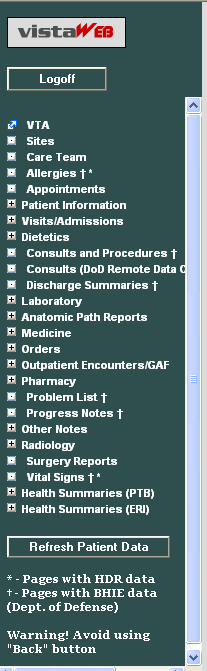 vistaWEB
Logoff
VTA
Sites
Care Team
Allergies † *
Appointments
Patient Information
Visits/Admissions
Dietetics
Consults and Procedures †
Consults (DoD Remote Data O
Discharge Summaries †
Laboratory
Anatomic Path Reports
Medicine
Orders
Outpatient Encounters/GAF
Pharmacy
Problem List †
Progress Notes †
Other Notes
Radiology
Surgery Reports
Vital Signs † *
Health Summaries (PTB)
Health Summaries (ERI)
Refresh Patient Data
* - Pages with HDR data
† - Pages with BHIE data
(Dept. of Defense)
Warning! Avoid using
"Back" button